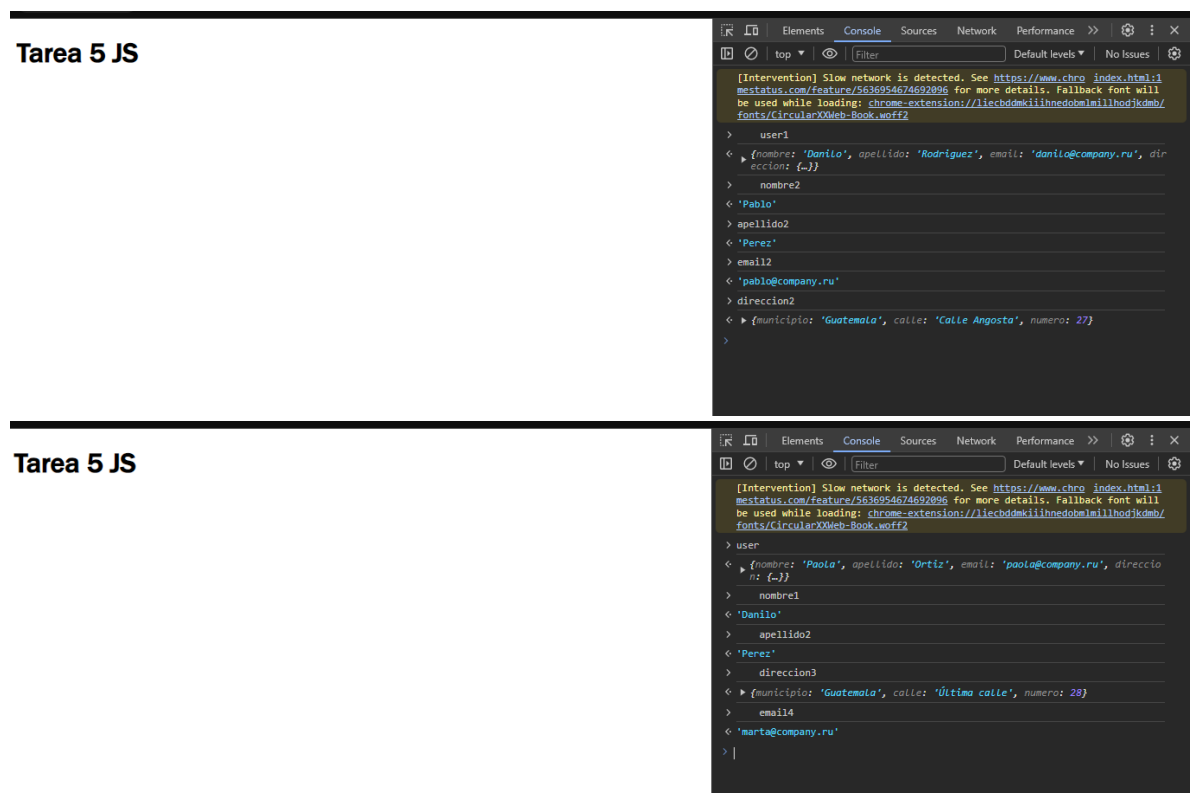 Tarea 5 JS
Elements Console Sources Network Performance
top Filter Default levels No Issues
[Intervention] Slow network is detected. See https://www.chro index.html:1
mestatus.com/feature/5636954674692096 for more details. Fallback font will
be used while loading: chrome-extension://liecbddmkiiihnedobmlmillhodjkdmb/
fonts/CircularXXWeb-Book.woff2
> user1
{nombre: 'Danilo', apellido: 'Rodriguez', email: 'danilo@company.ru', dir
eccion: {…}}
> nombre2
'Pablo'
> apellido2
'Perez'
> email2
'pablo@company.ru'
> direccion2
{municipio: 'Guatemala', calle: 'Calle Angosta', numero: 27}
>
Tarea 5 JS
Elements Console Sources Network Performance
top Filter Default levels No Issues
[Intervention] Slow network is detected. See https://www.chro index.html:1
mestatus.com/feature/5636954674692096 for more details. Fallback font will
be used while loading: chrome-extension://liecbddmkiiihnedobmlmillhodjkdmb/
fonts/CircularXXWeb-Book.woff2
> user
{nombre: 'Paola', apellido: 'Ortiz', email: 'paola@company.ru', direccio
n: {…}}
> nombre1
'Danilo'
> apellido2
'Perez'
> direccion3
{municipio: 'Guatemala', calle: 'Última calle', numero: 28}
> email4
'marta@company.ru'
>